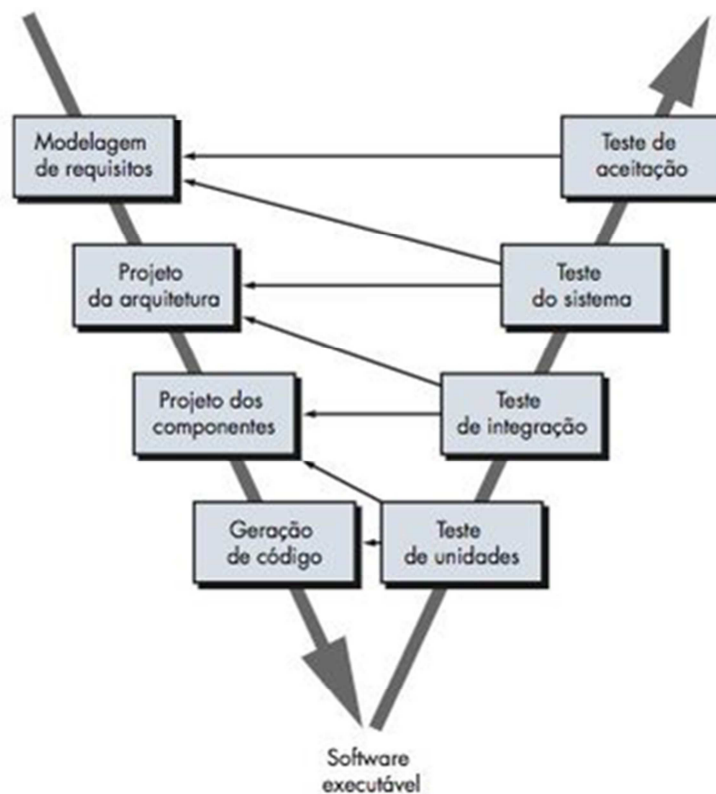 Modelagem
de requisitos
Teste de
aceitação
Projeto
da arquitetura
Teste
do sistema
Projeto dos
componentes
Teste
de integração
Geração
de código
Teste
de unidades
Software
executável